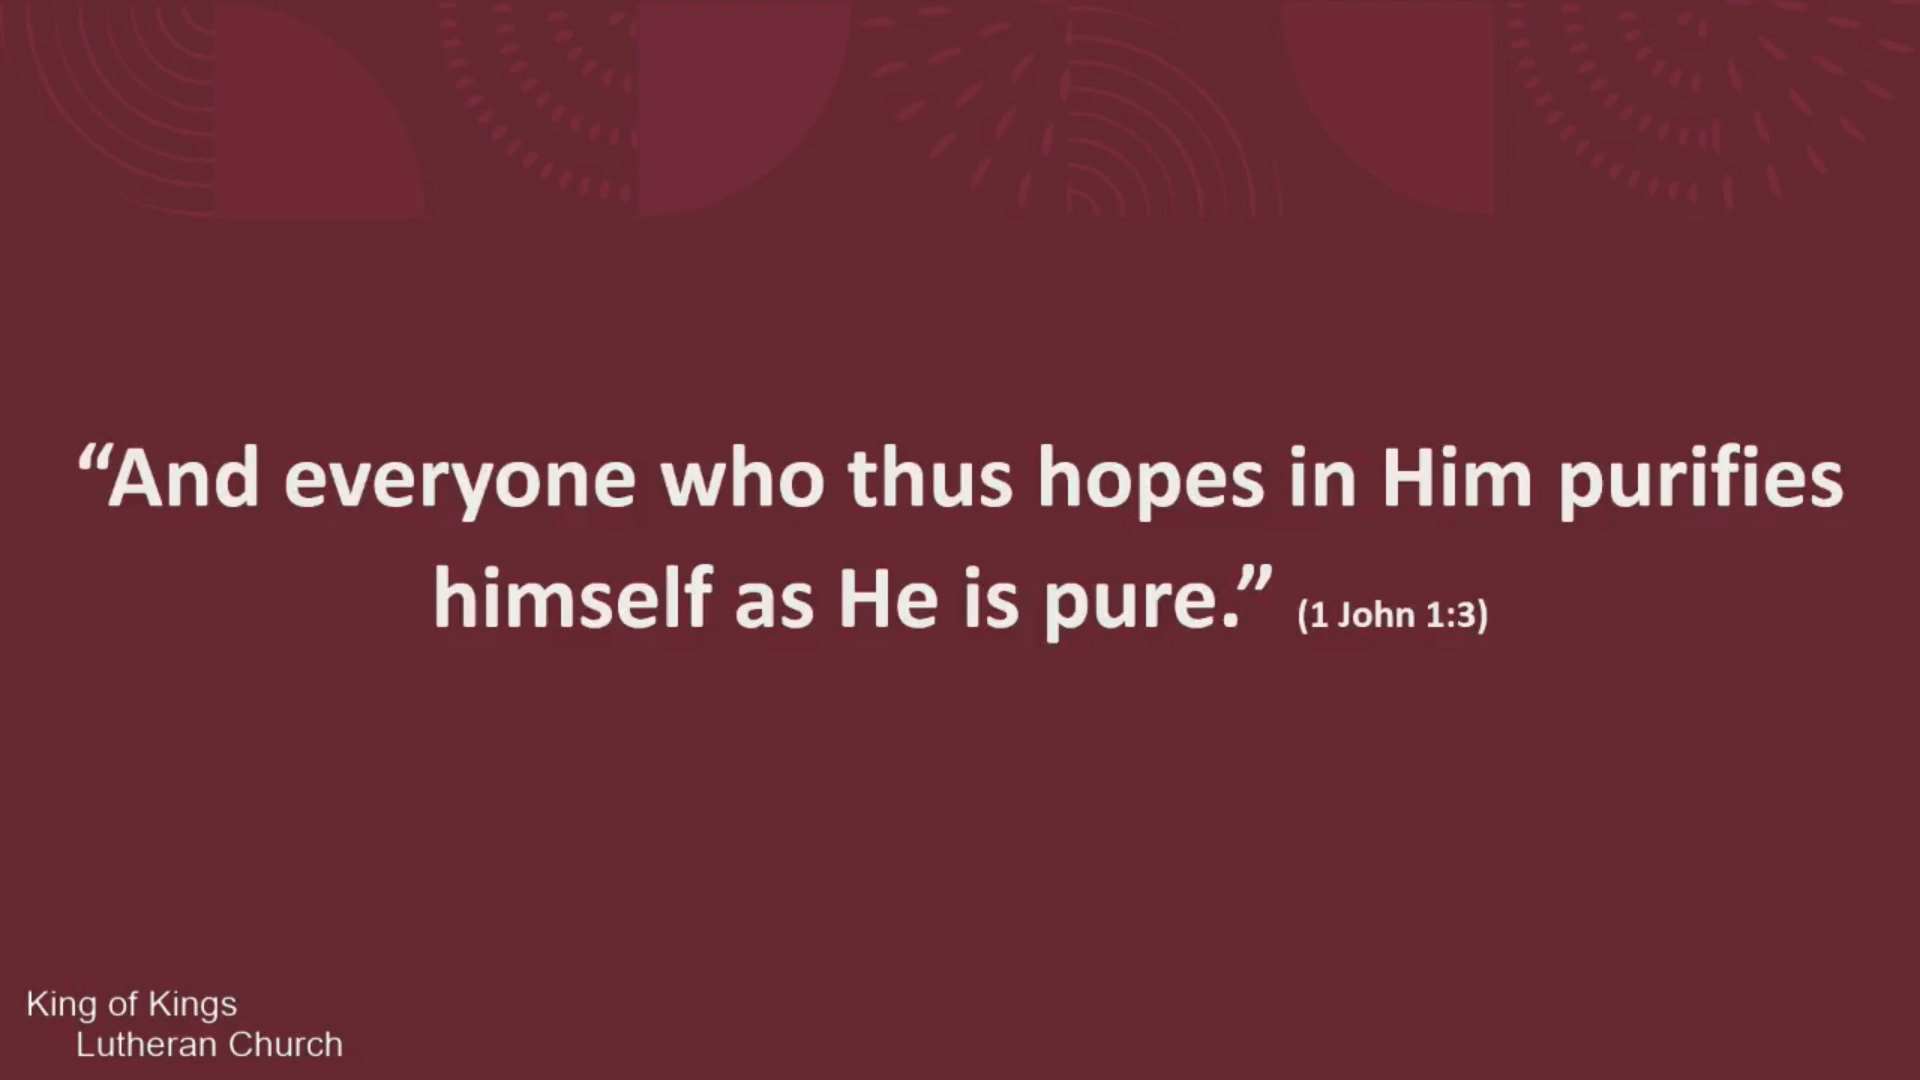 “And everyone who thus hopes in Him purifies
himself as He is pure.” (1 John 1:3)
King of Kings
Lutheran Church